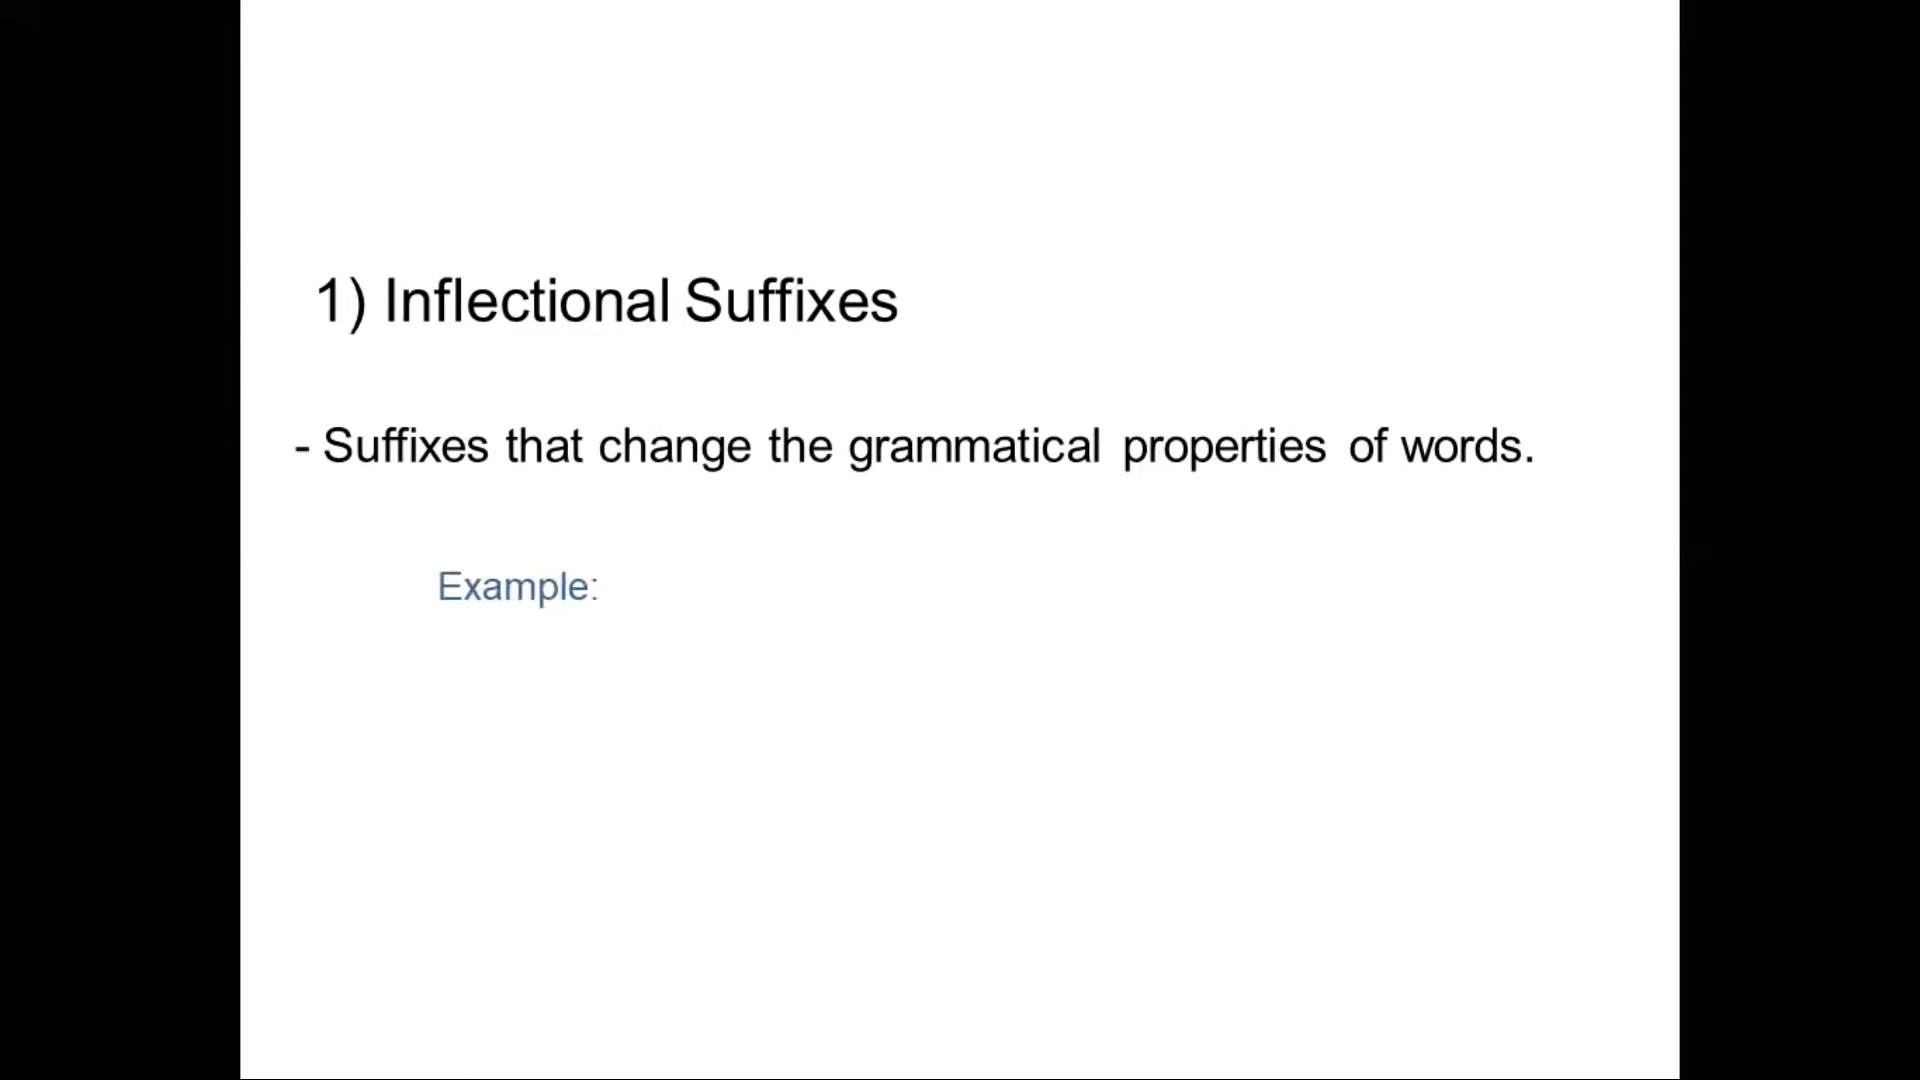 1) Inflectional Suffixes
- Suffixes that change the grammatical properties of words.
Example: